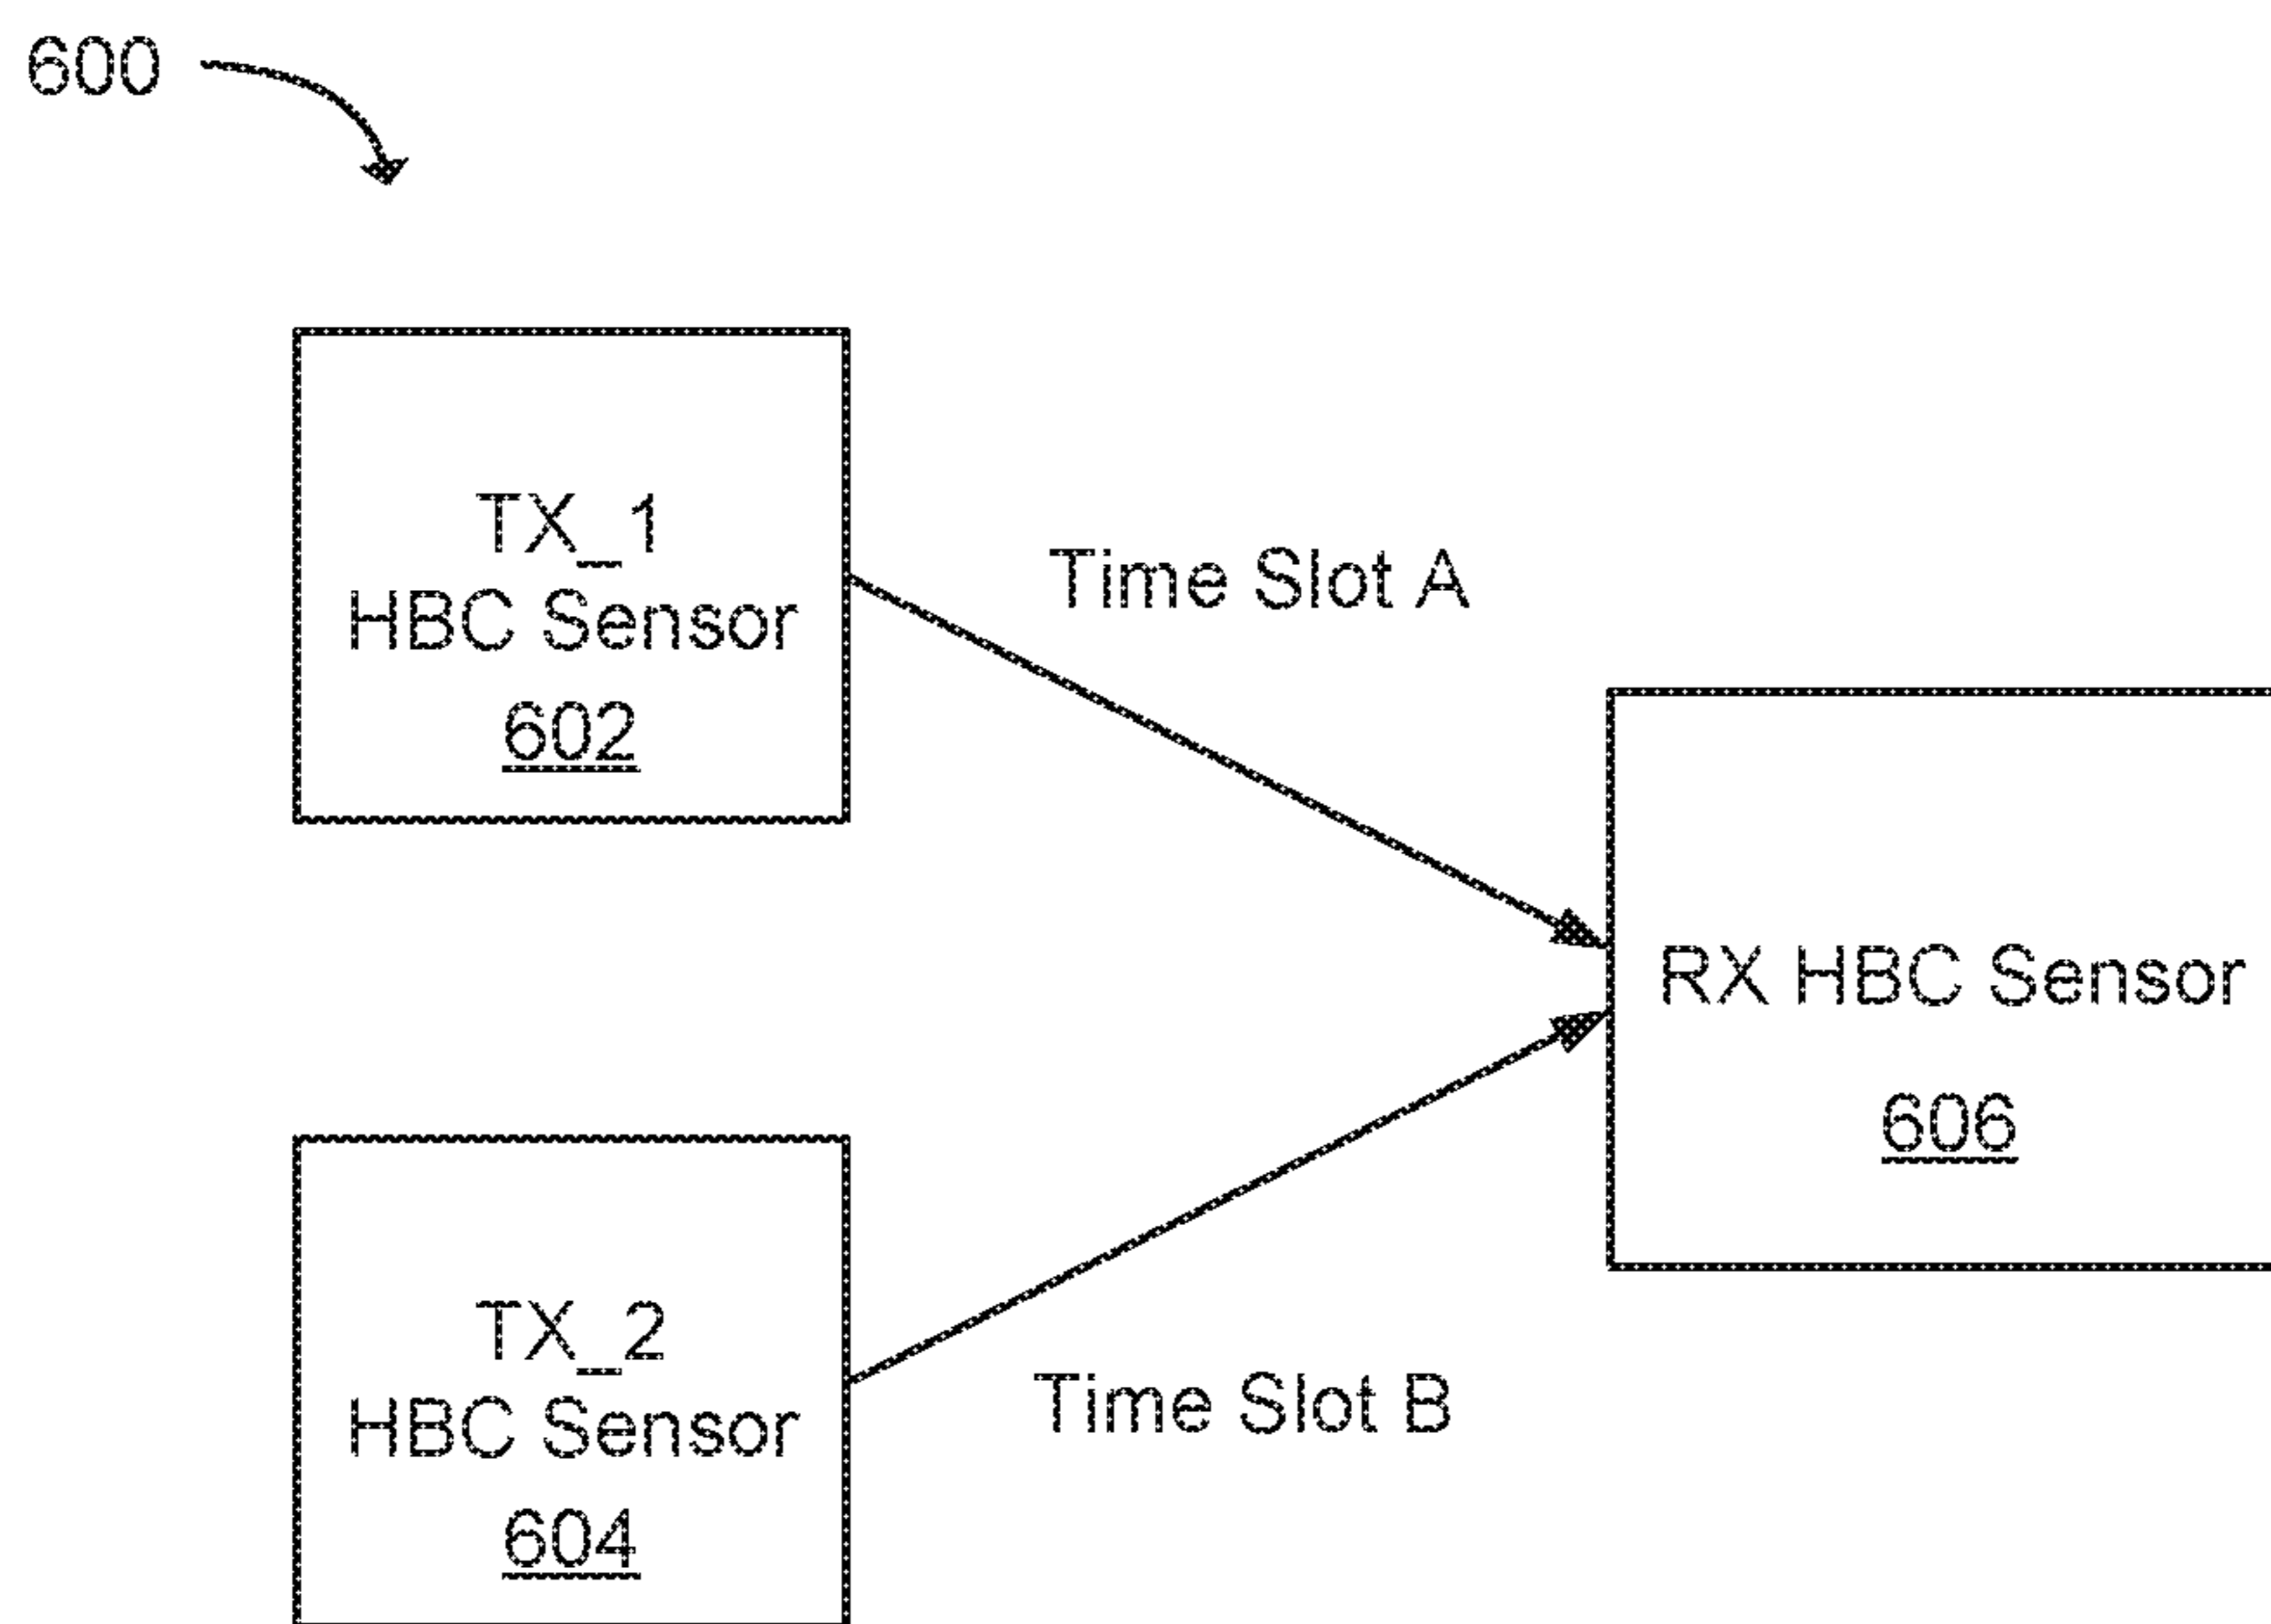 600
TX_1
HBC Sensor
602
Time Slot A
RX HBC Sensor
606
TX_2
HBC Sensor
604
Time Slot B